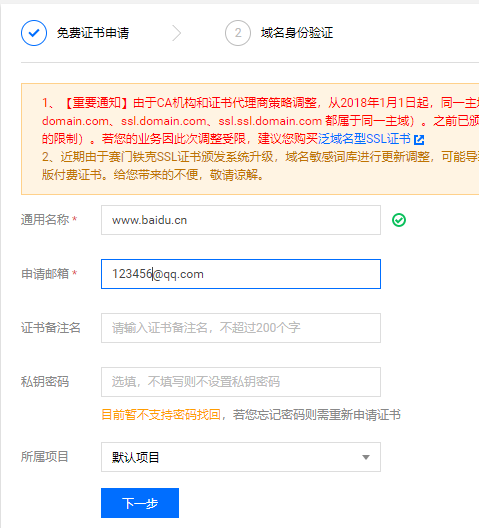 免费证书申请
2 域名身份验证
1、【重要通知】由于CA机构和证书代理商策略调整，从2018年1月1日起，同一主
domain.com、ssl.domain.com、ssl.ssl.domain.com 都属于同一主域）。之前已颁
的限制）。若您的业务因此次调整受限，建议您购买泛域名型SSL证书
2、近期由于赛门铁克SSL证书颁发系统升级，域名敏感词库进行更新调整，可能导
版付费证书。给您带来的不便，敬请谅解。
通用名称 * www.baidu.cn
申请邮箱 * 123456@qq.com
证书备注名 请输入证书备注名，不超过200个字
私钥密码 选填，不填写则不设置私钥密码
目前暂不支持密码找回，若您忘记密码则需重新申请证书
所属项目 默认项目
下一步